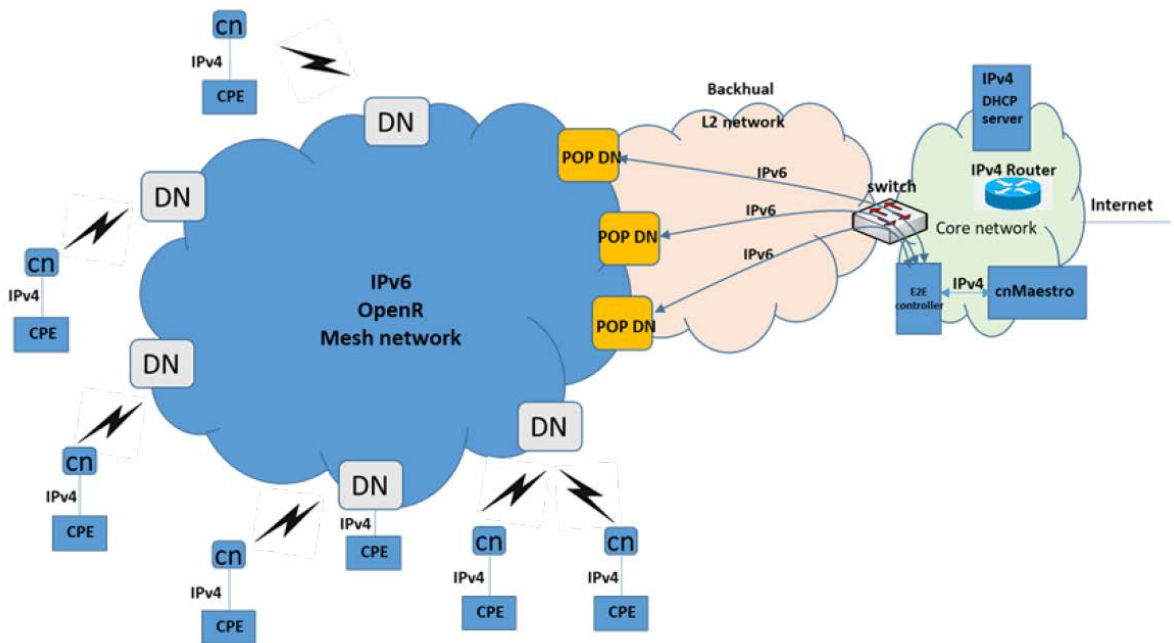 cn
IPv4
CPE
DN
Backhual
L2 network
IPv4
DHCP
server
POP DN
IPv6
switch
IPv4 Router
Internet
DN
POP DN
IPv6
Core network
cn
IPv4
CPE
IPv6
OpenR
Mesh network
IPv6
E2E
controller
IPv4
cnMaestro
POP DN
DN
DN
cn
IPv4
CPE
DN
IPv4
CPE
cn
IPv4
CPE
cn
IPv4
CPE
cn
IPv4
CPE